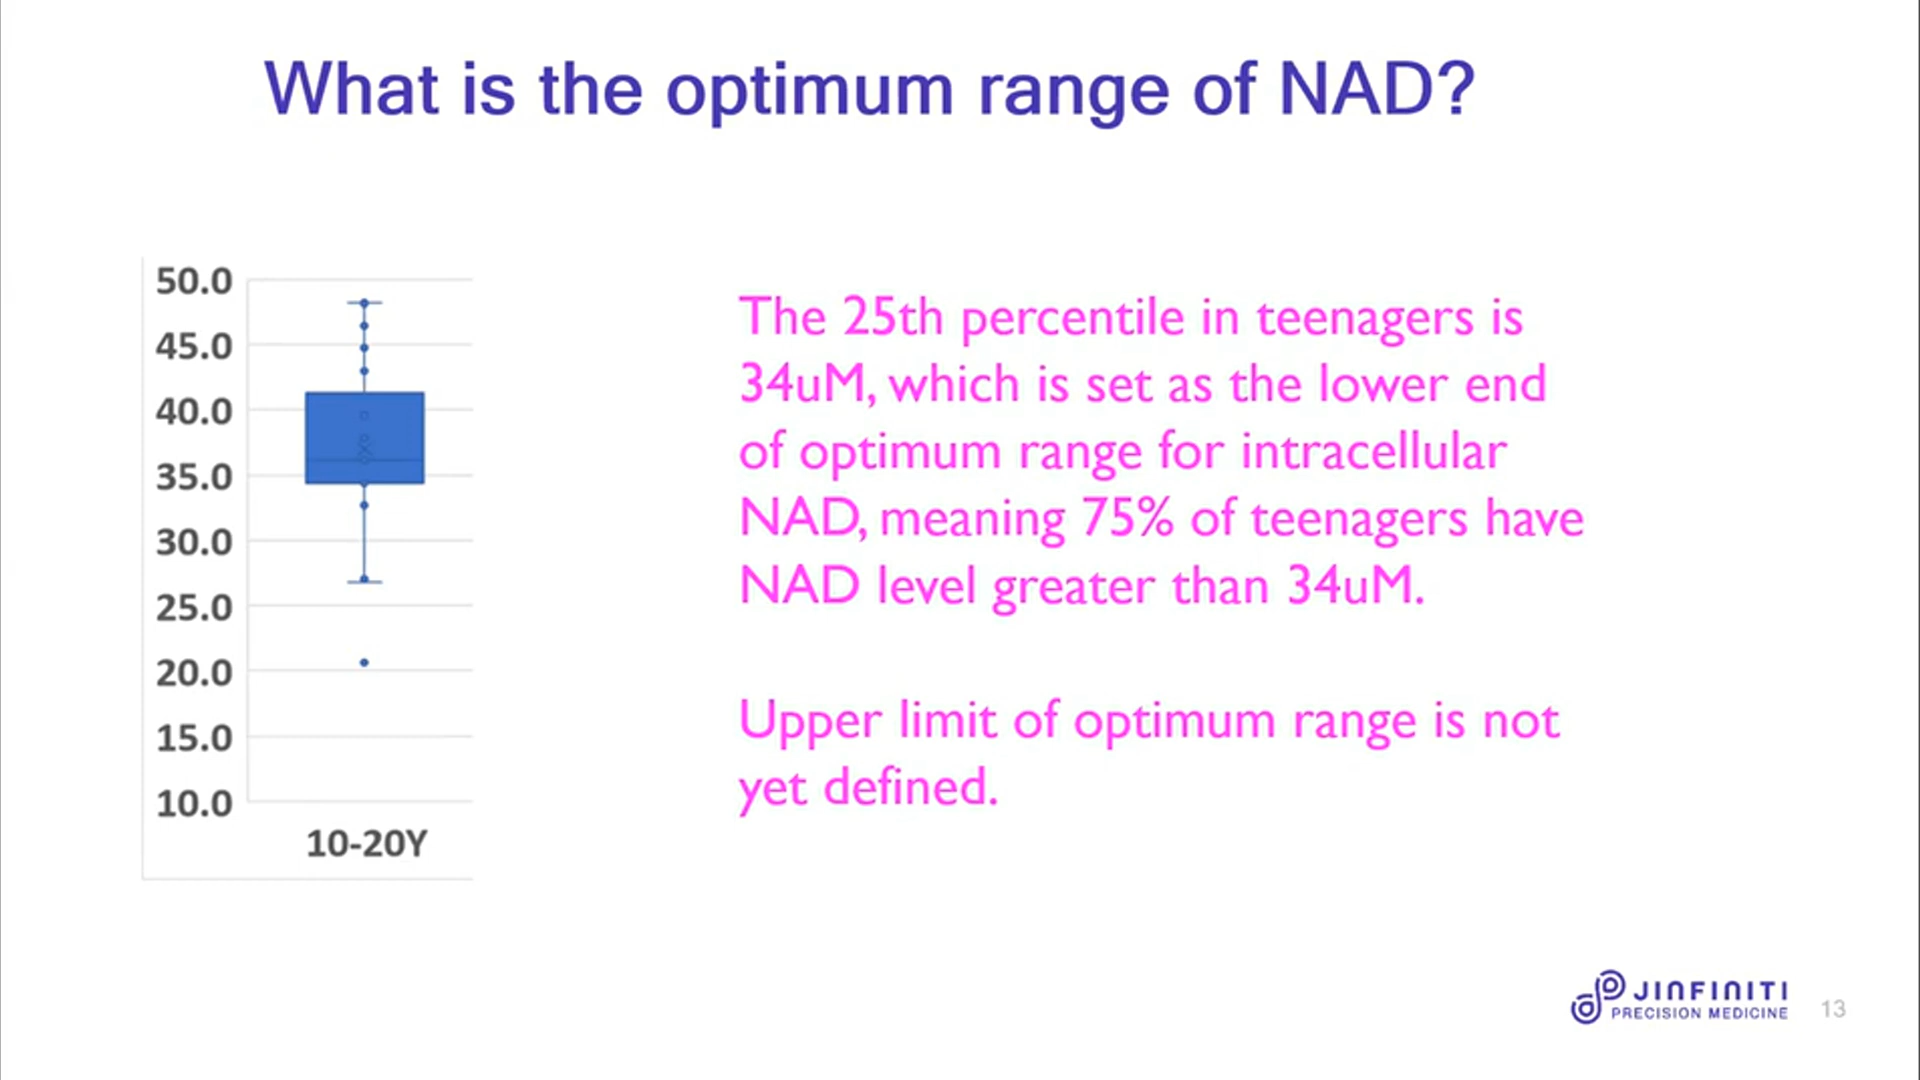 What is the optimum range of NAD?
50.0
45.0
40.0
35.0
30.0
25.0
20.0
15.0
10.0
10-20Y
The 25th percentile in teenagers is
34uM, which is set as the lower end
of optimum range for intracellular
NAD, meaning 75% of teenagers have
NAD level greater than 34uM.
Upper limit of optimum range is not
yet defined.
JINFINITI
PRECISION MEDICINE
13